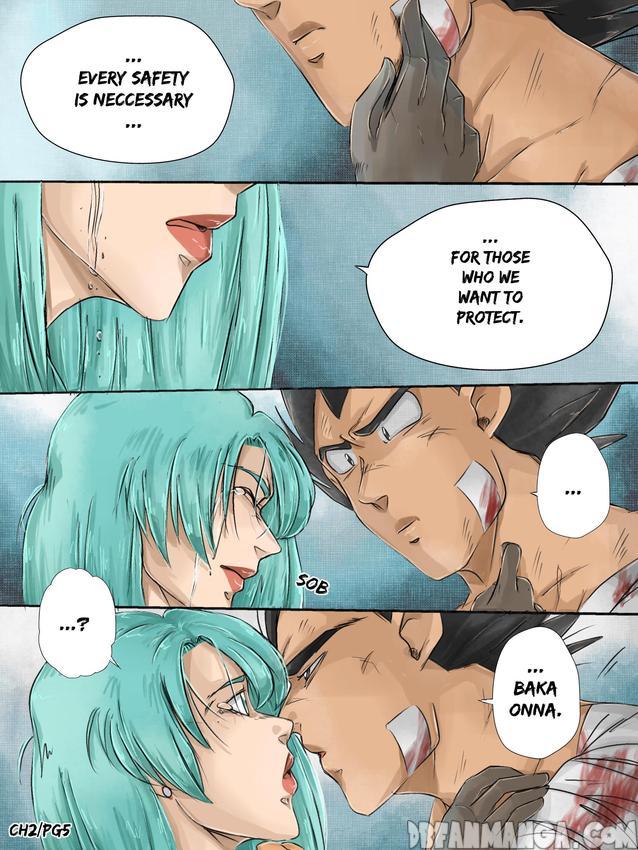 ...
EVERY SAFETY
IS NECCESSARY
...
...
FOR THOSE
WHO WE
WANT TO
PROTECT.
...
SOB
...?
...
BAKA
ONNA.
CH2/PG5
DBFANMANGA.COM